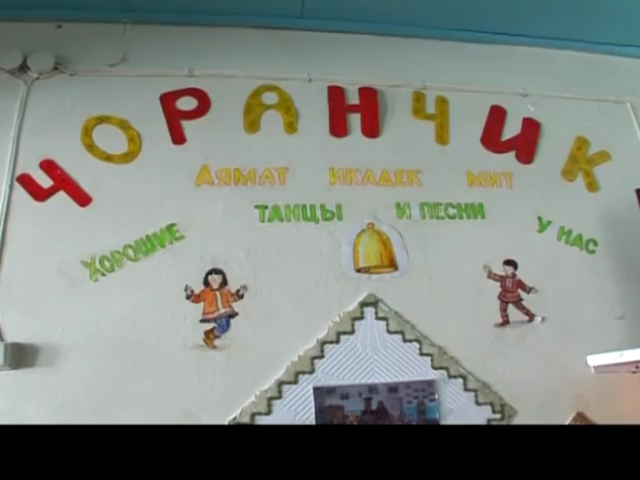 ЧОРАНЧИК
АЯМАТ ИКАДЕК МИТ
ХОРОШИЕ ТАНЦЫ И ПЕСНИ У НАС